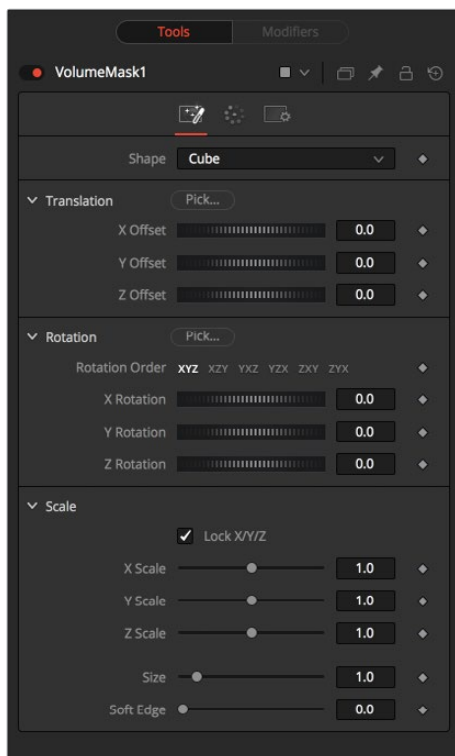 Tools Modifiers
VolumeMask1
Shape Cube
Translation Pick...
X Offset 0.0
Y Offset 0.0
Z Offset 0.0
Rotation Pick...
Rotation Order XYZ XZY YXZ YZX ZXY ZYX
X Rotation 0.0
Y Rotation 0.0
Z Rotation 0.0
Scale
Lock X/Y/Z
X Scale 1.0
Y Scale 1.0
Z Scale 1.0
Size 1.0
Soft Edge 0.0